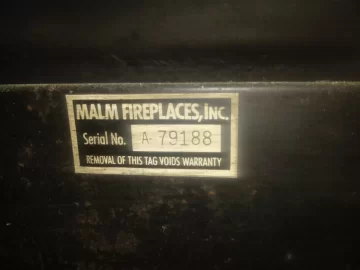 MALM FIREPLACES, INC.
Serial No. A- 79188
REMOVAL OF THIS TAG VOIDS WARRANTY